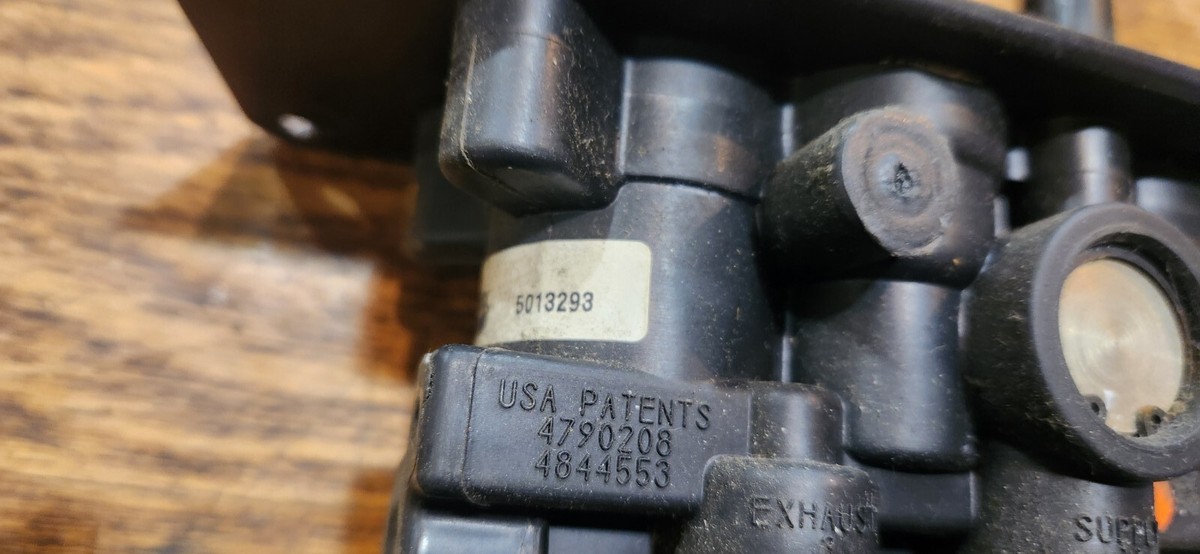 5013293
USA PATENTS
4790208
4844553
EXHAUST